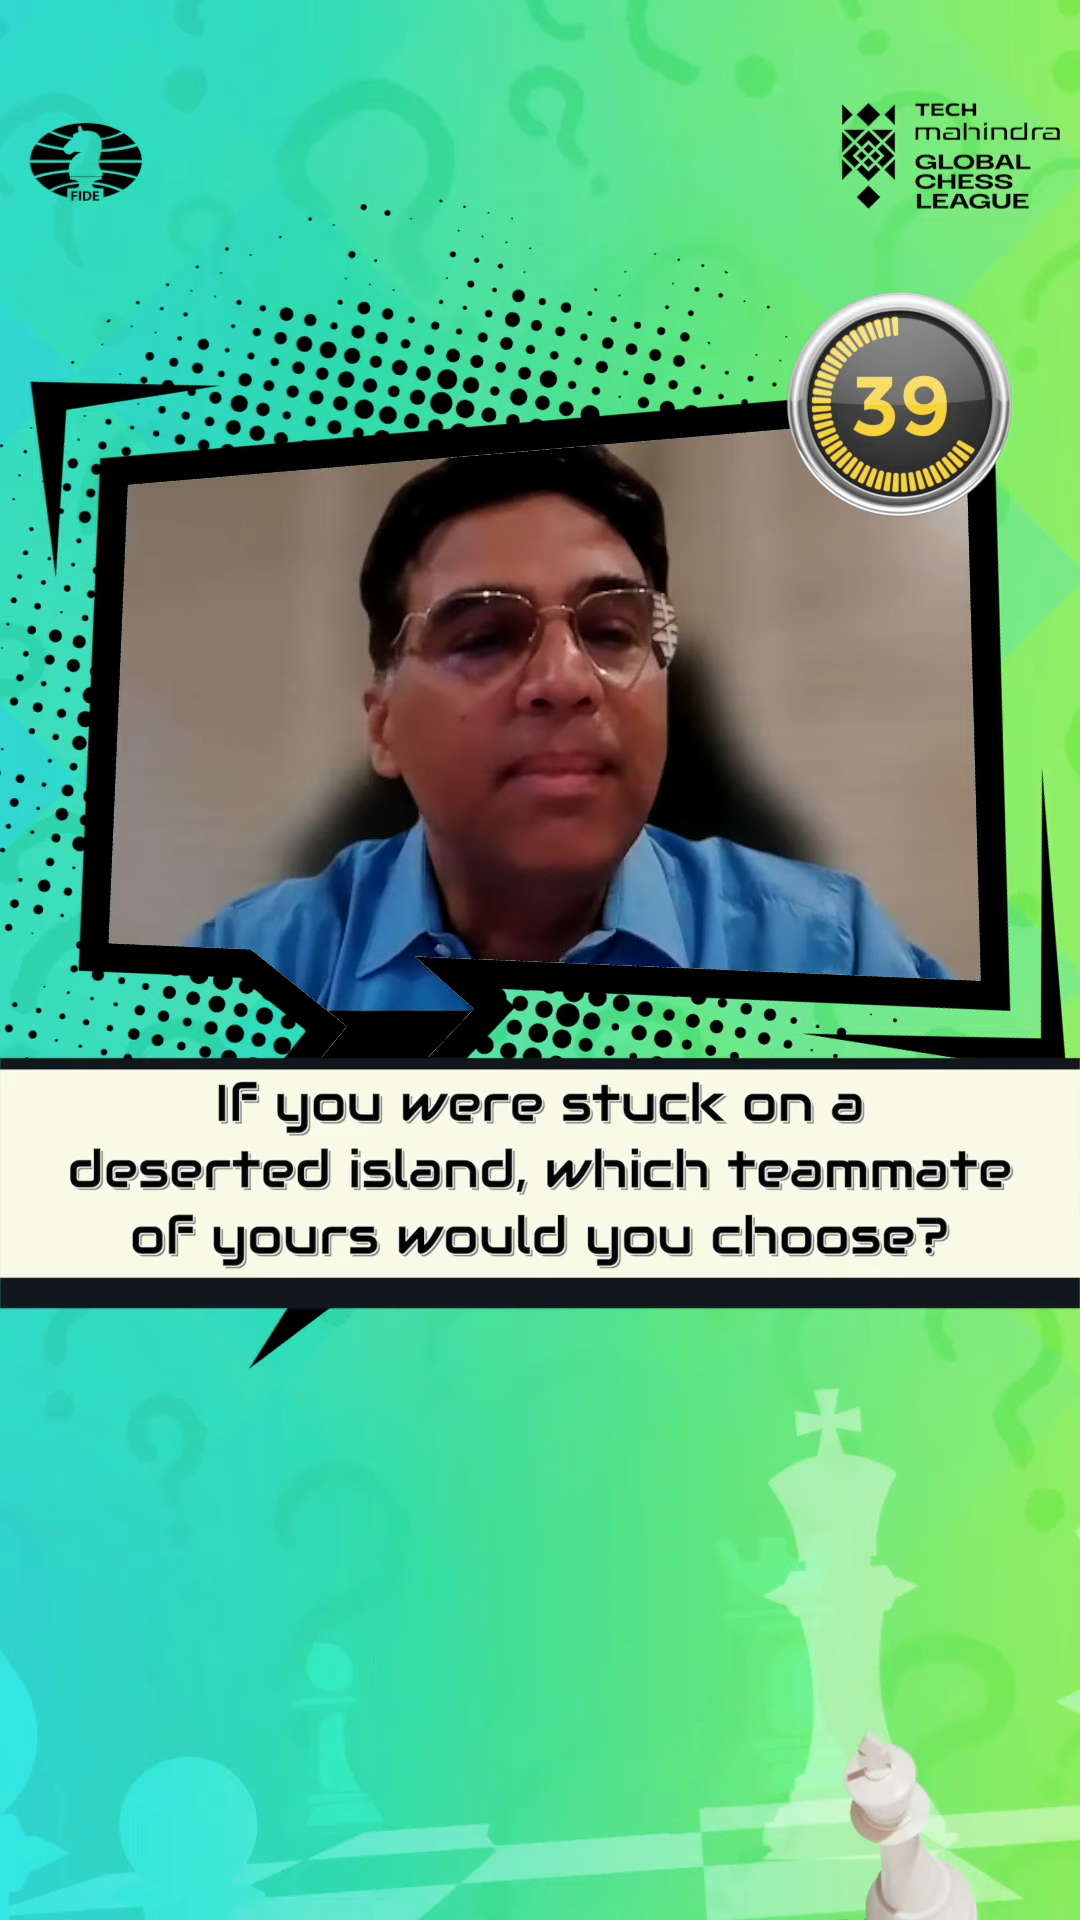 FIDE
TECH
mahindra
GLOBAL
CHESS
LEAGUE
39
If you were stuck on a
deserted island, which teammate
of yours would you choose?